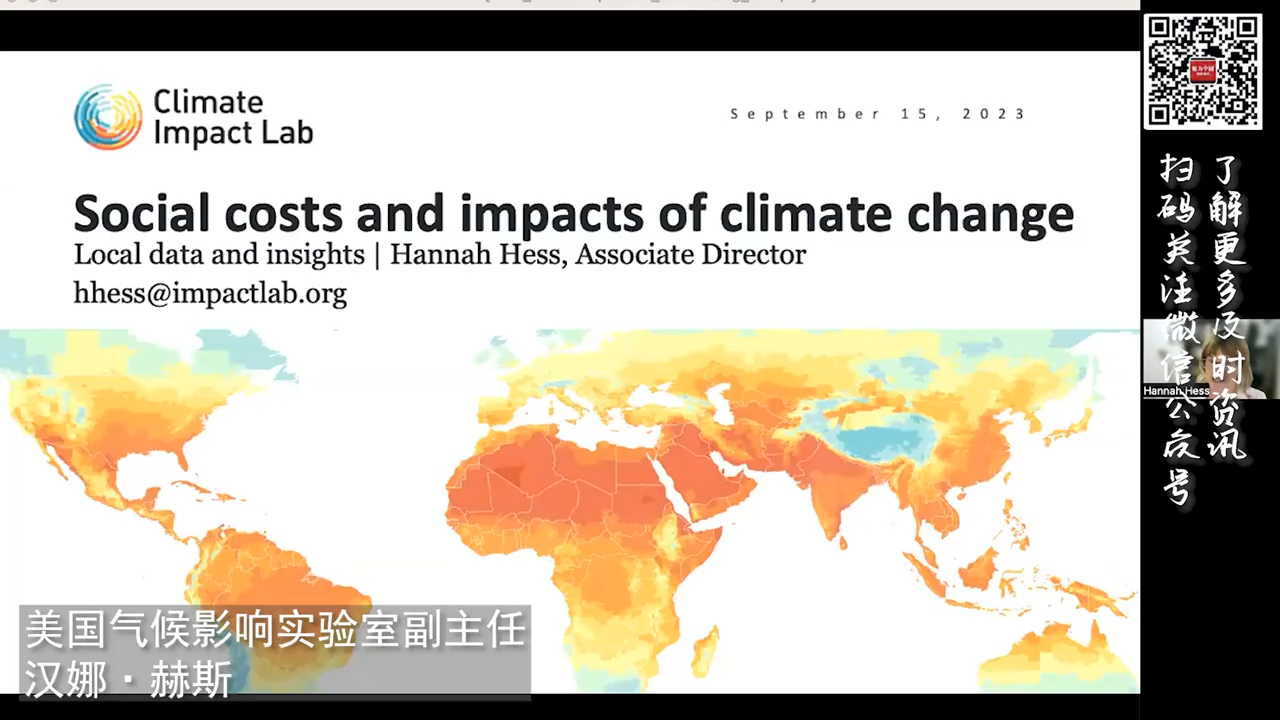 Climate
Impact Lab
September 15, 2023
Social costs and impacts of climate change
Local data and insights | Hannah Hess, Associate Director
hhess@impactlab.org
美国气候影响实验室副主任
汉娜·赫斯
了解更多及时资讯
扫码关注微信公众号
Hannah Hess